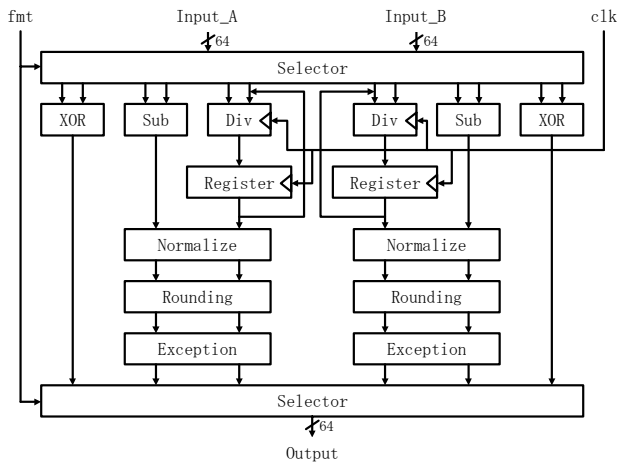 fmt Input_A Input_B clk
64 64
Selector
XOR Sub Div Div Sub XOR
Register Register
Normalize Normalize
Rounding Rounding
Exception Exception
Selector
64
Output